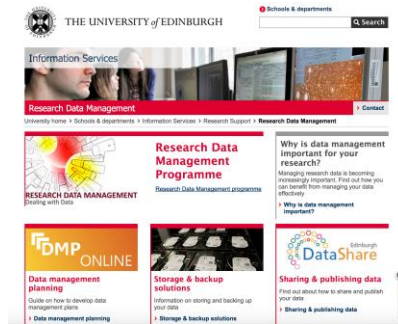 THE UNIVERSITY of EDINBURGH
Schools & departments
Search
Information Services
Research Data Management
Contact
University home > Schools & departments > Information Services > Research Support > Research Data Management
RESEARCH DATA MANAGEMENT
Dealing with Data
Research Data
Management
Programme
Research Data Management programme
Why is data management
important for your
research?
Managing research data is becoming
increasingly important. Find out how you
can benefit from managing your data
effectively
Why is data management
important?
DMP
ONLINE
Data management
planning
Guide on how to develop data
management plans
Data management planning
Storage & backup
solutions
Information on storing and backing up
your data
Storage & backup solutions
Edinburgh
DataShare
Sharing & publishing data
Find out about how to share and publish
your data
Sharing & publishing data